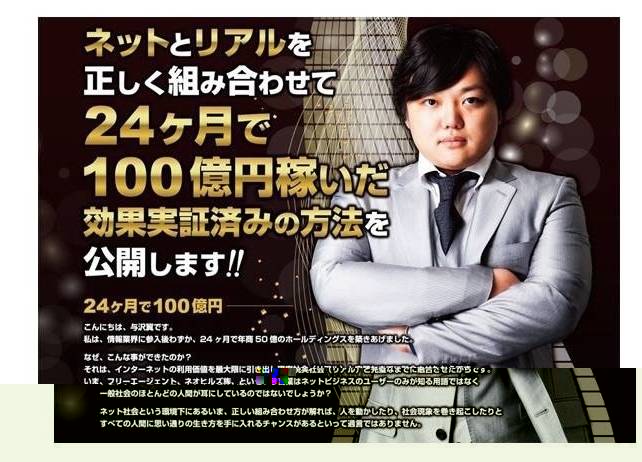 ネットとリアルを
正しく組み合わせて
24ヶ月で
100億円稼いだ
効果実証済みの方法を
公開します!!
24ヶ月で100億円
こんにちは、与沢翼です。
私は、情報業界に参入後わずか、24ヶ月で年商50億のホールディングスを築きあげました。
なぜ、こんな事ができたのか?
それは、インターネットの利用価値を最大限に引き出し
いま、フリーエージェント、ネオヒルズ族、とい はネットビジネスのユーザーのみが知る用語ではなく
一般社会のほとんどの人間が耳にしているのではないでしょうか?
ネット社会という環境下にあるいま、正しい組み合わせ方が解れば、人を動かしたり、社会現象を巻き起こしたりと
すべての人間に思い通りの生き方を手に入れるチャンスがあるといって過言ではありません。